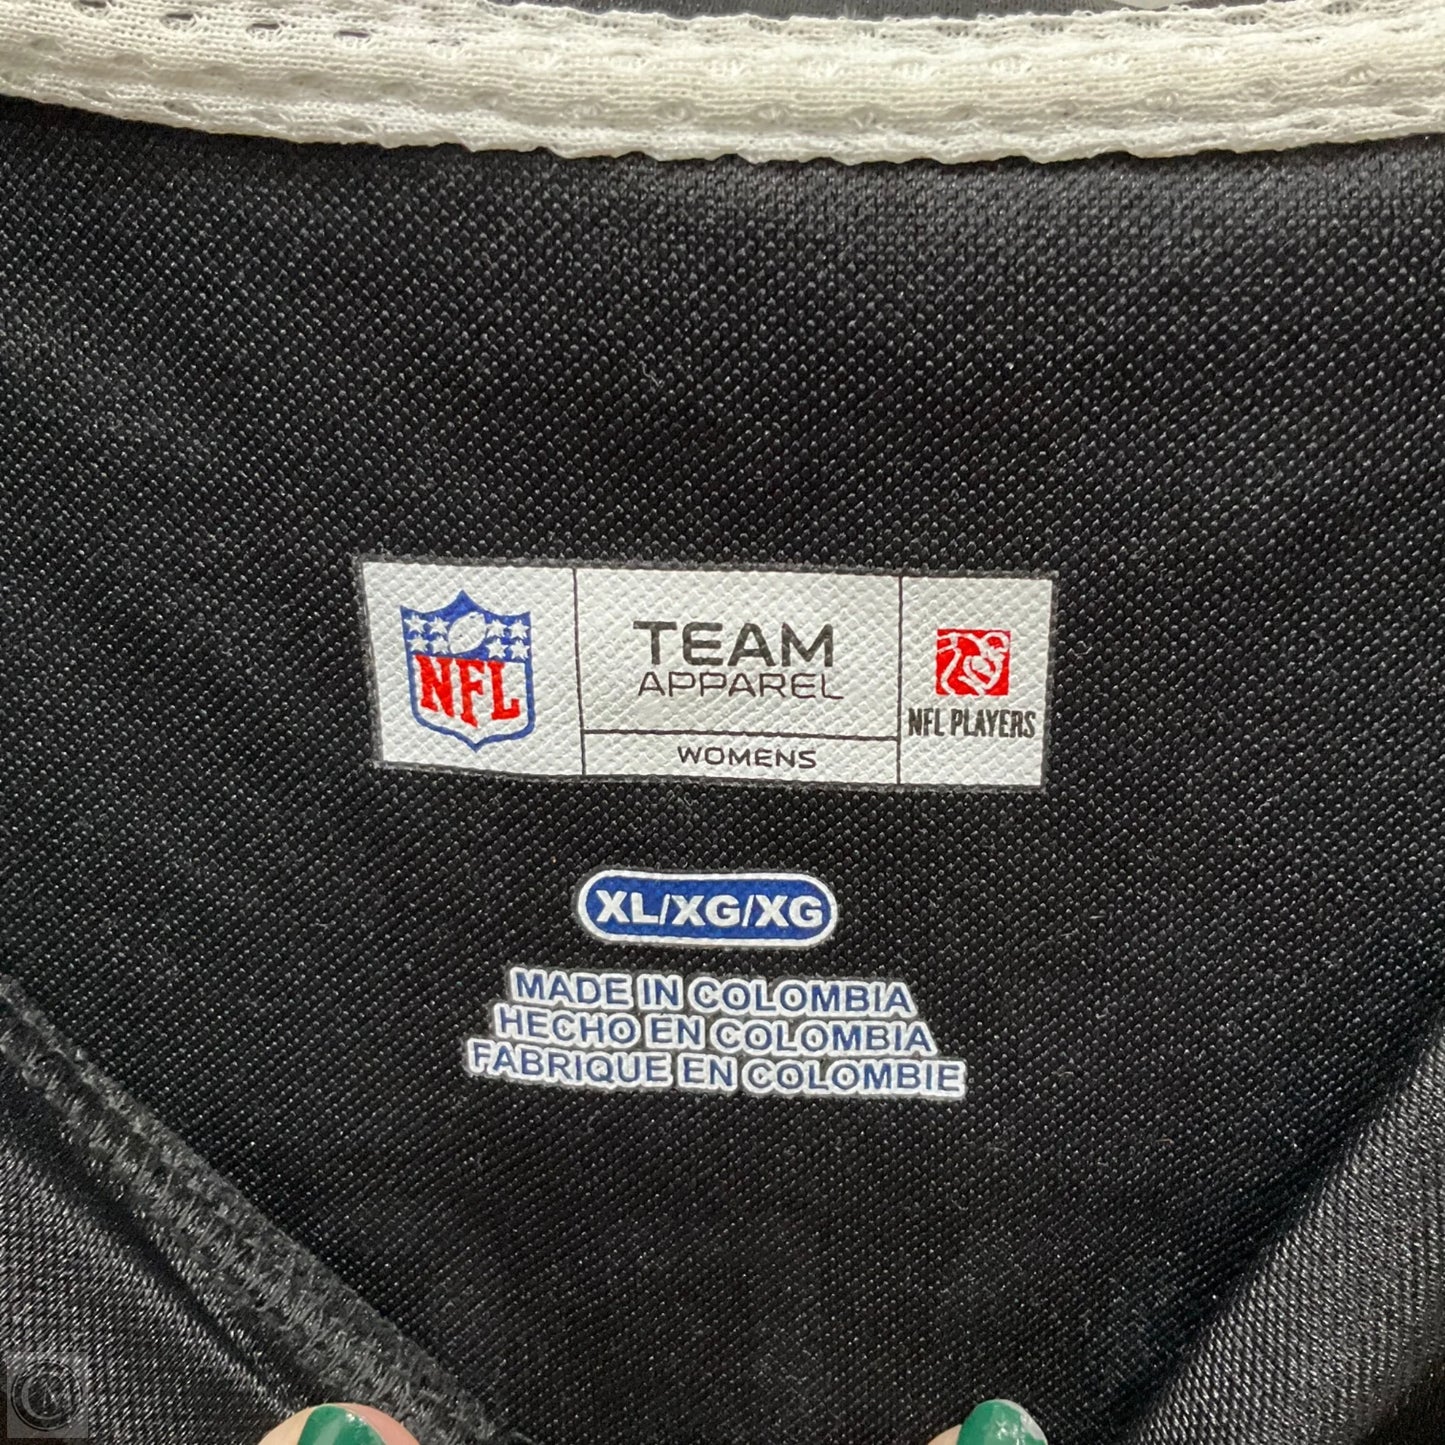 NFL
TEAM
APPAREL
WOMENS
NFL PLAYERS
XL/XG/XG
MADE IN COLOMBIA
HECHO EN COLOMBIA
FABRIQUE EN COLOMBIE